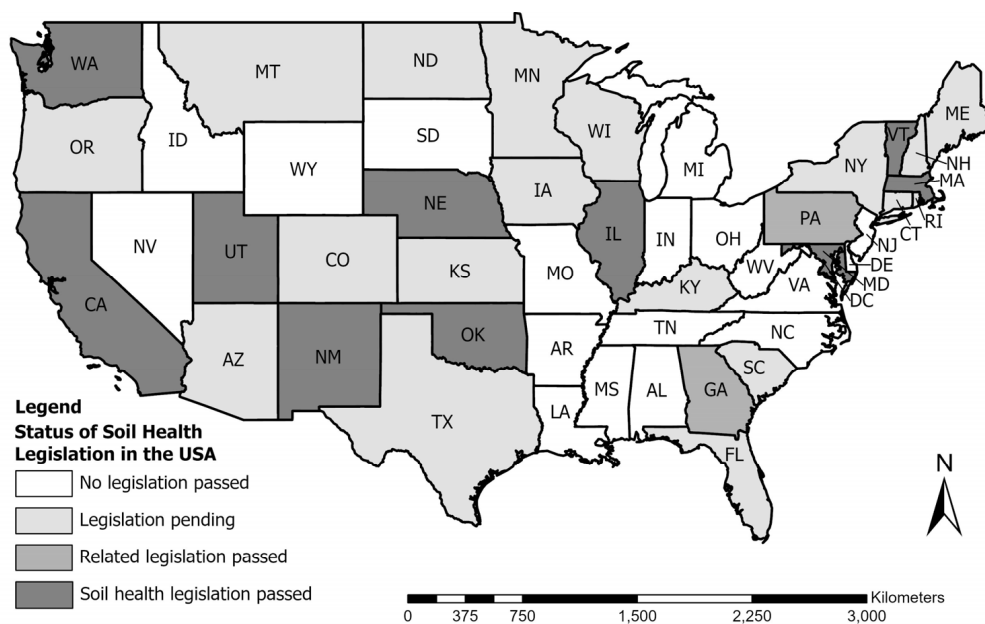 WA
MT
ND
MN
ME
OR
ID
SD
WI
VT
NH
WY
MI
NY
MA
IA
NE
PA
RI
CT
NV
UT
CO
IL
IN
OH
NJ
KS
MO
WV
DE
KY
VA
MD
DC
CA
AZ
NM
OK
AR
TN
NC
SC
MS
AL
GA
TX
LA
FL
Legend
Status of Soil Health
Legislation in the USA
No legislation passed
Legislation pending
Related legislation passed
Soil health legislation passed
N
Kilometers
0 375 750 1,500 2,250 3,000